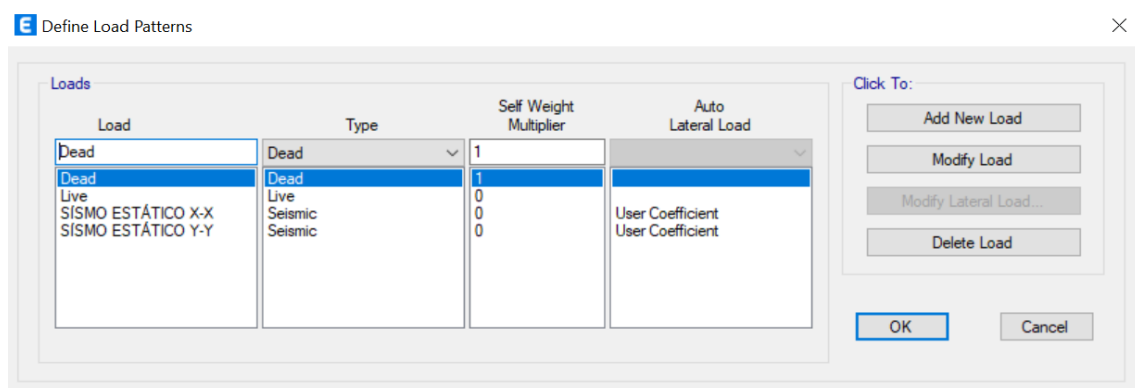 E Define Load Patterns
Loads
Click To:
Load
Type
Self Weight
Multiplier
Auto
Lateral Load
Dead
Dead
1
Dead Dead 1
Live Live 0
SÍSMO ESTÁTICO X-X Seismic 0 User Coefficient
SÍSMO ESTÁTICO Y-Y Seismic 0 User Coefficient
Add New Load
Modify Load
Modify Lateral Load...
Delete Load
OK
Cancel